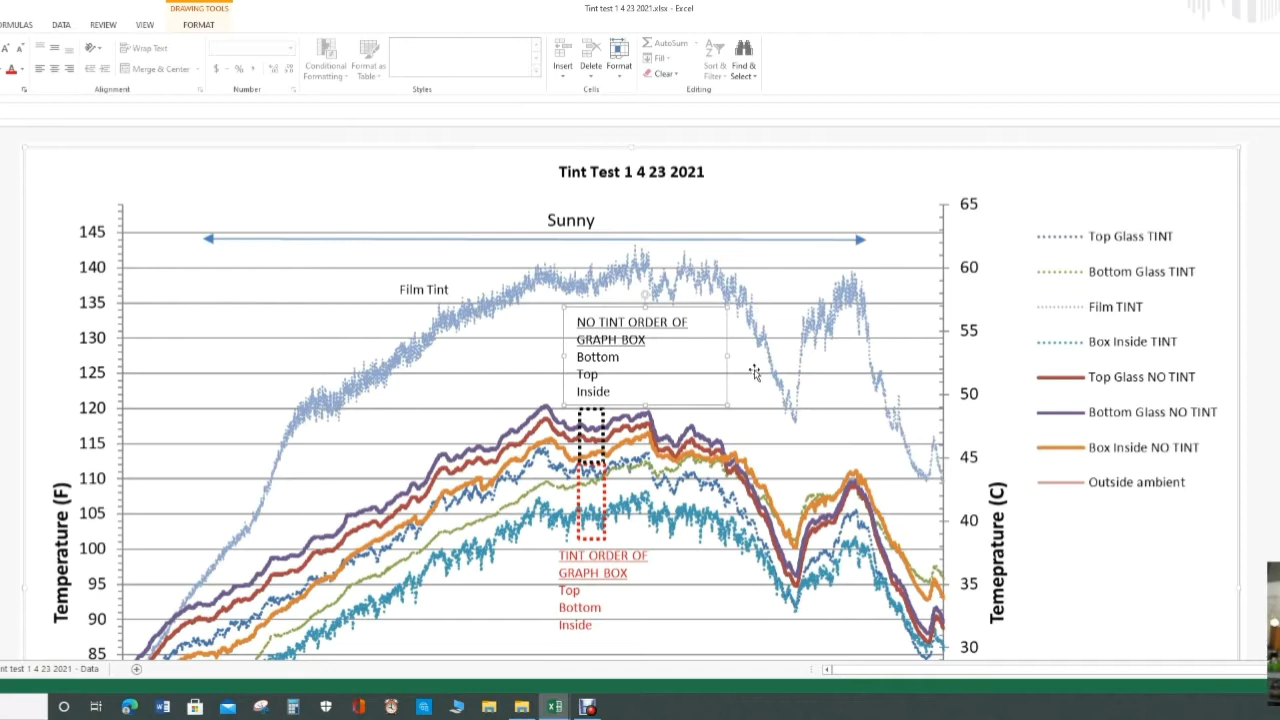 DRAWING TOOLS
Tint test 1 4 23 2021.xlsx - Excel
ORMULAS DATA REVIEW VIEW FORMAT
Wrap Text
Merge & Center
$ - % ,
Conditional Formatting
Format as Table
Insert Delete Format
AutoSum
Fill
Clear
Sort & Filter
Find & Select
Alignment Number Styles Cells Editing
Tint Test 1 4 23 2021
Sunny
Film Tint
NO TINT ORDER OF
GRAPH BOX
Bottom
Top
Inside
TINT ORDER OF
GRAPH BOX
Top
Bottom
Inside
Temperature (F)
145
140
135
130
125
120
115
110
105
100
95
90
85
65
60
55
50
45
40
35
30
Temeprature (C)
Top Glass TINT
Bottom Glass TINT
Film TINT
Box Inside TINT
Top Glass NO TINT
Bottom Glass NO TINT
Box Inside NO TINT
Outside ambient
nt test 1 4 23 2021 - Data